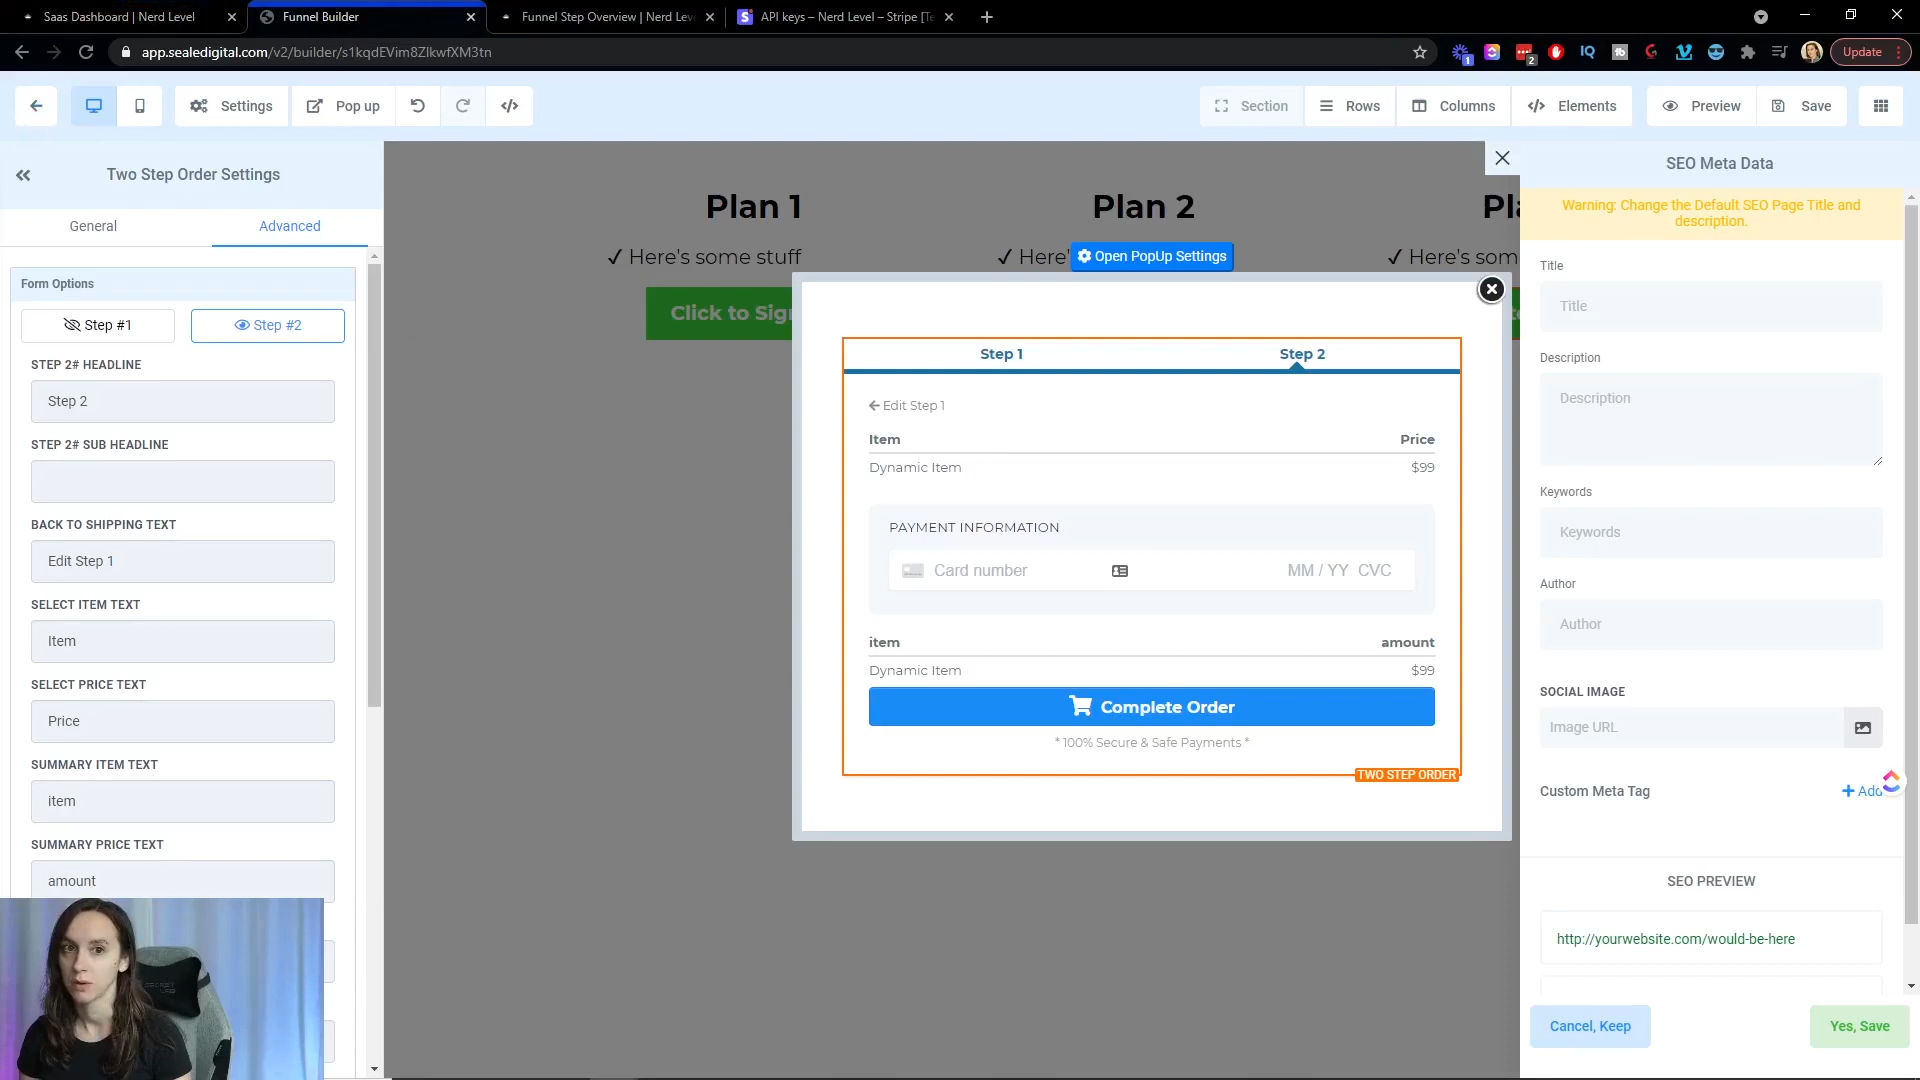 Saas Dashboard | Nerd Level
Funnel Builder
Funnel Step Overview | Nerd Lev
API keys – Nerd Level – Stripe [Te
app.sealedigital.com/v2/builder/s1kqdEVim8ZlkwfXM3tn
1
2
IQ
tb
Update
Settings
Pop up
Section
Rows
Columns
Elements
Preview
Save
Two Step Order Settings
General
Advanced
Form Options
Step #1
Step #2
STEP 2# HEADLINE
Step 2
STEP 2# SUB HEADLINE
BACK TO SHIPPING TEXT
Edit Step 1
SELECT ITEM TEXT
Item
SELECT PRICE TEXT
Price
SUMMARY ITEM TEXT
item
SUMMARY PRICE TEXT
amount
Plan 1
Plan 2
Pla
✓ Here's some stuff
✓ Here'
✓ Here's som
Click to Sig
Open PopUp Settings
Step 1
Step 2
Edit Step 1
Item
Price
Dynamic Item
$99
PAYMENT INFORMATION
Card number
MM / YY CVC
item
amount
Dynamic Item
$99
Complete Order
* 100% Secure & Safe Payments *
TWO STEP ORDER
SEO Meta Data
Warning: Change the Default SEO Page Title and
description.
Title
Title
Description
Description
Keywords
Keywords
Author
Author
SOCIAL IMAGE
Image URL
Custom Meta Tag
Add
SEO PREVIEW
http://yourwebsite.com/would-be-here
Cancel, Keep
Yes, Save